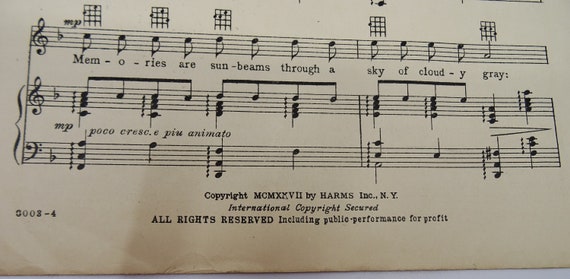 mp
Mem - o - ries are sun - beams through a sky of cloud - y gray:
mp poco cresc. e piu animato
Copyright MCMXXVII by HARMS Inc., N.Y.
International Copyright Secured
8003-4
ALL RIGHTS RESERVED Including public performance for profit